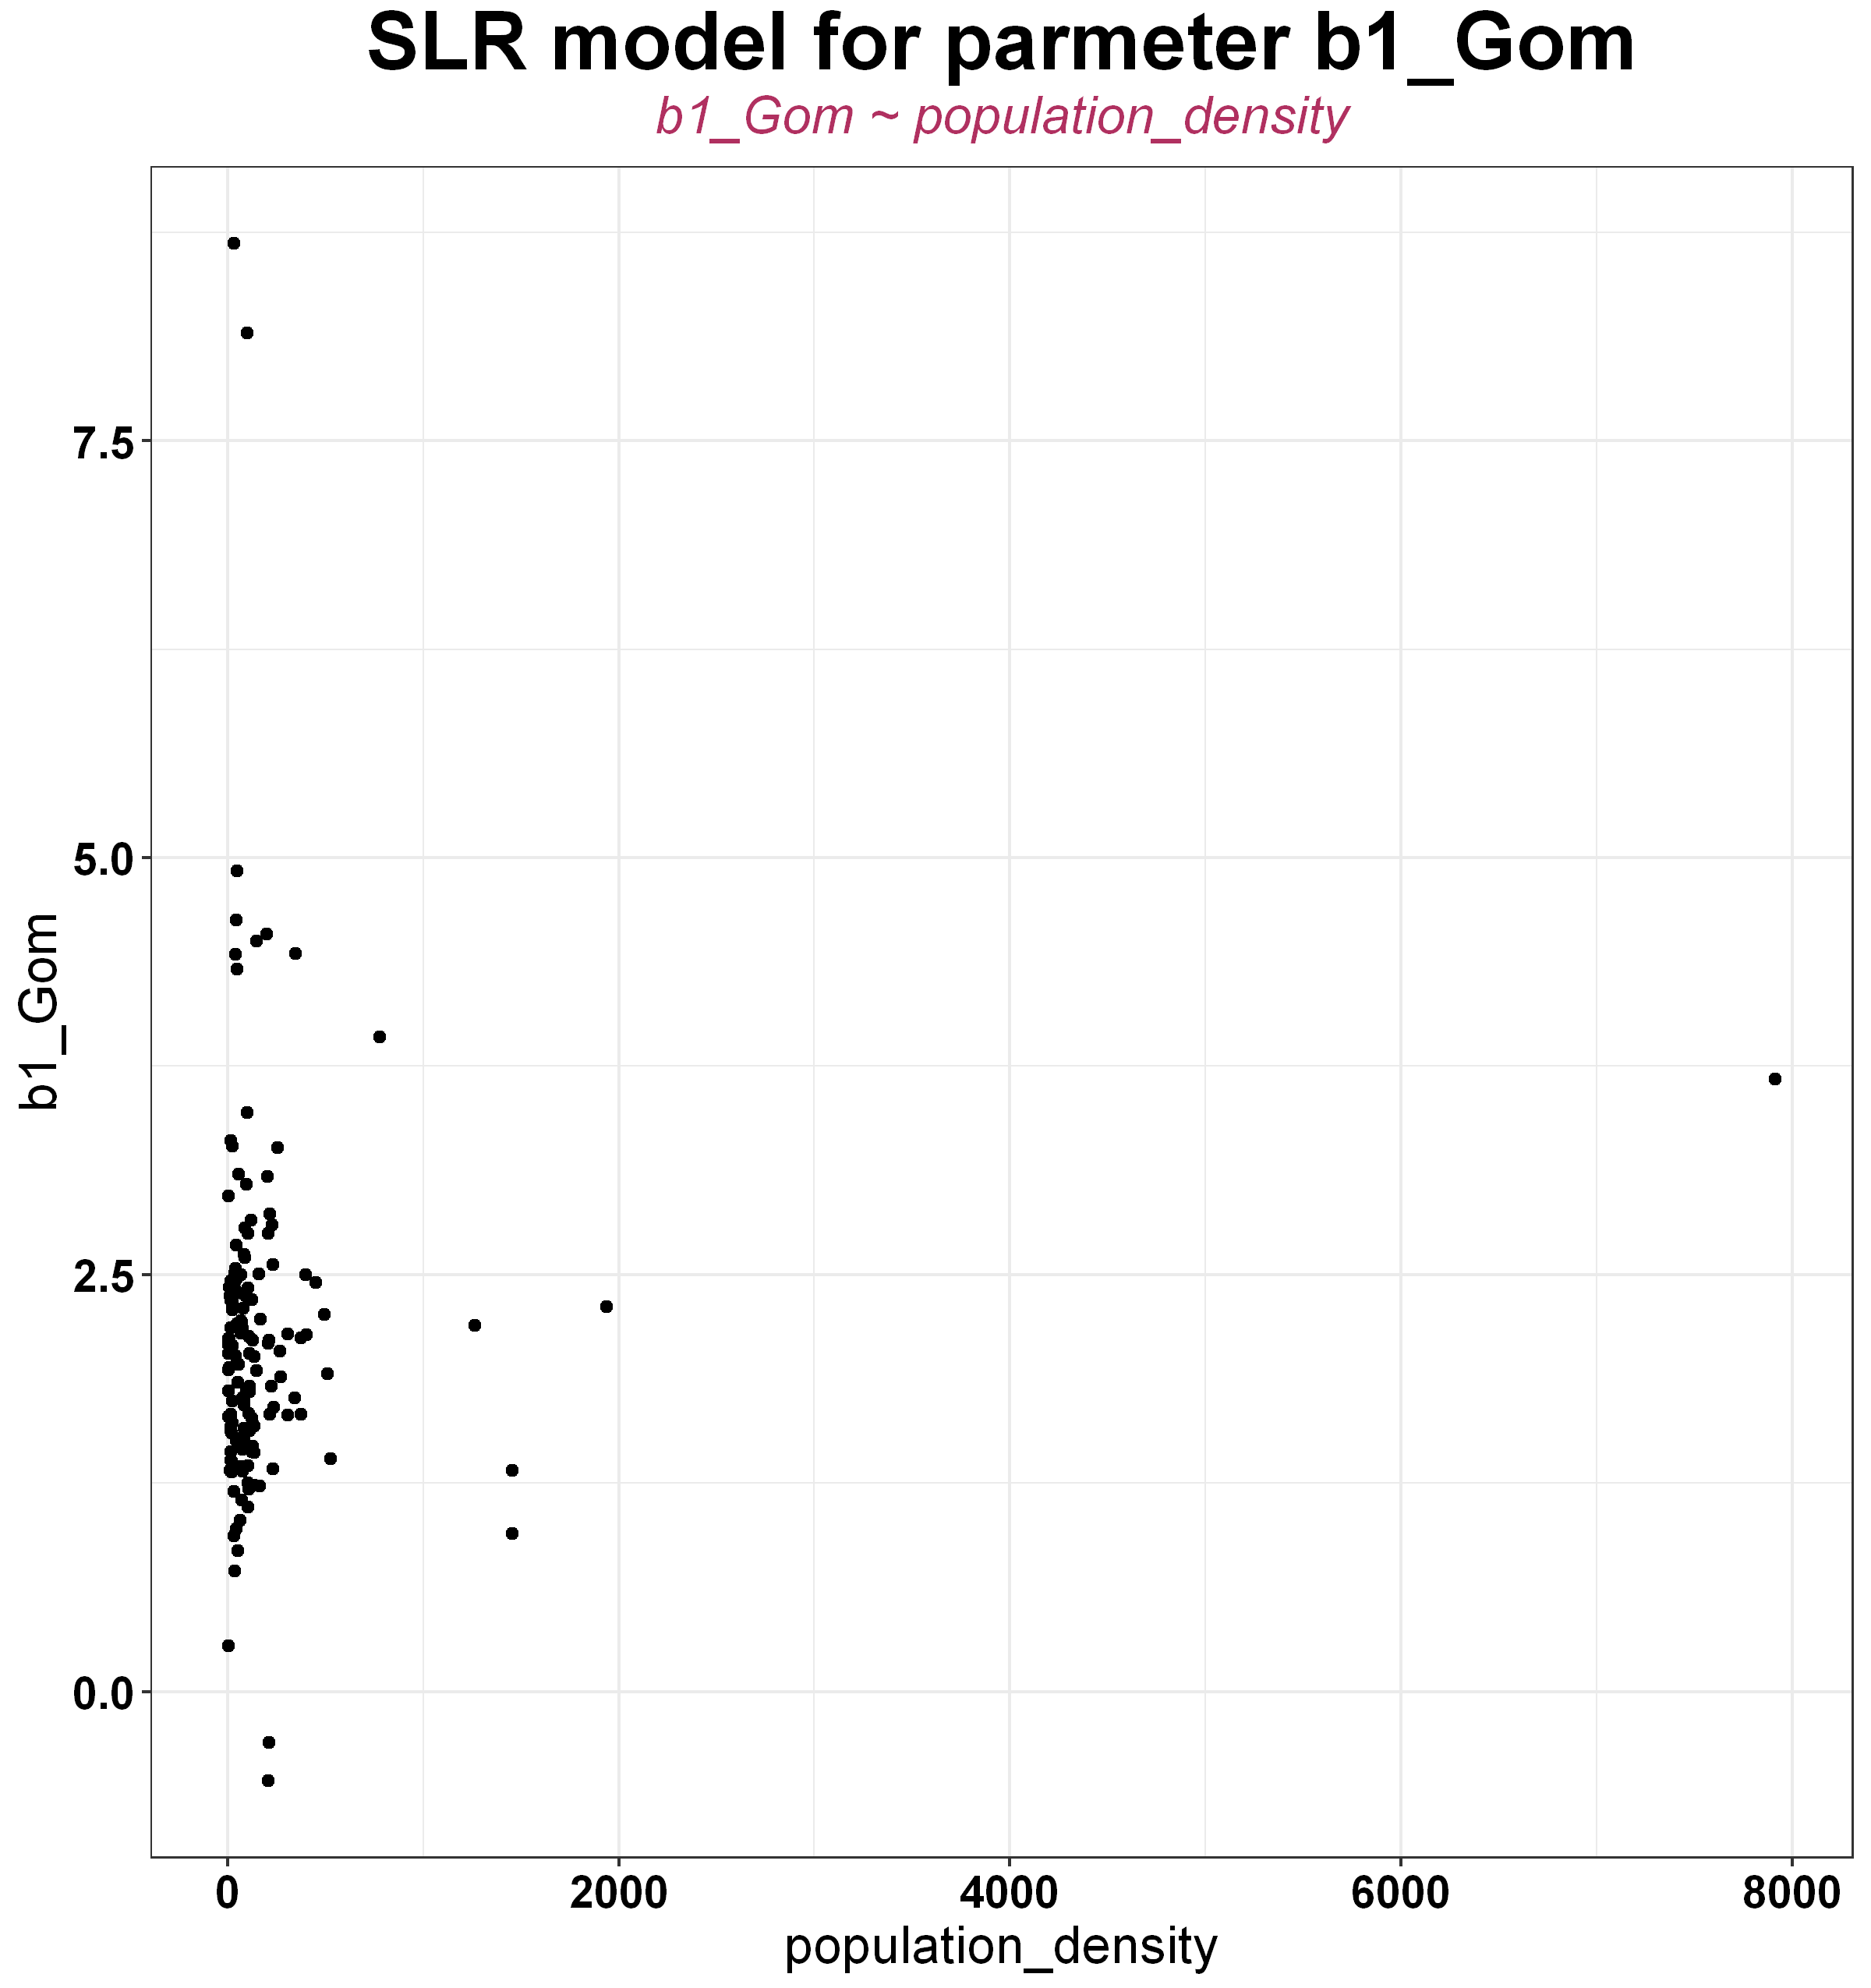 SLR model for parmeter b1_Gom
b1_Gom ~ population_density
7.5
5.0
2.5
0.0
b1_Gom
0 2000 4000 6000 8000
population_density